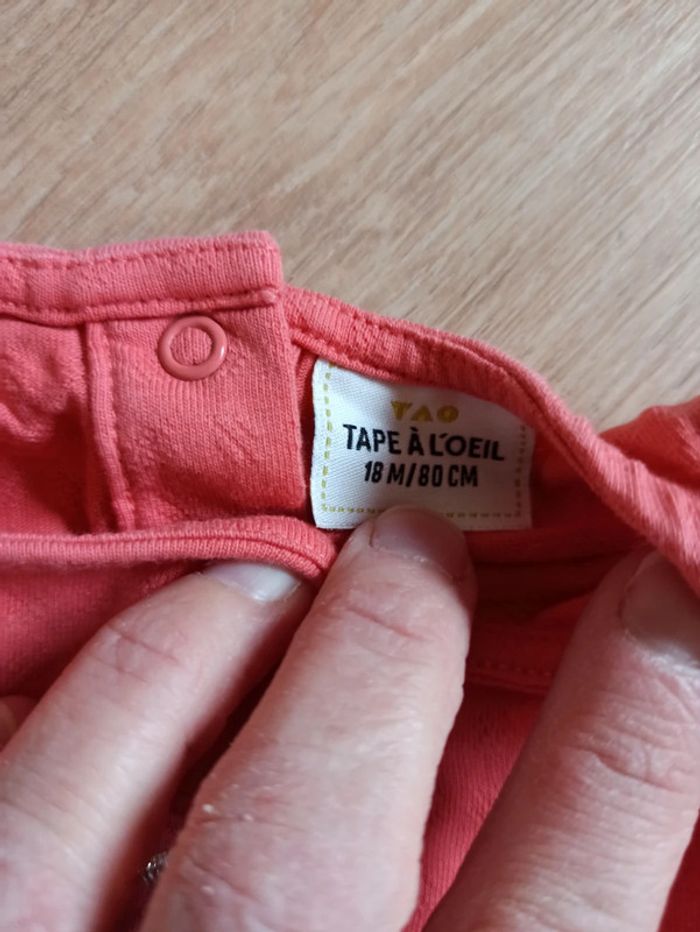 TAO
TAPE À L'OEIL
18 M/80 CM